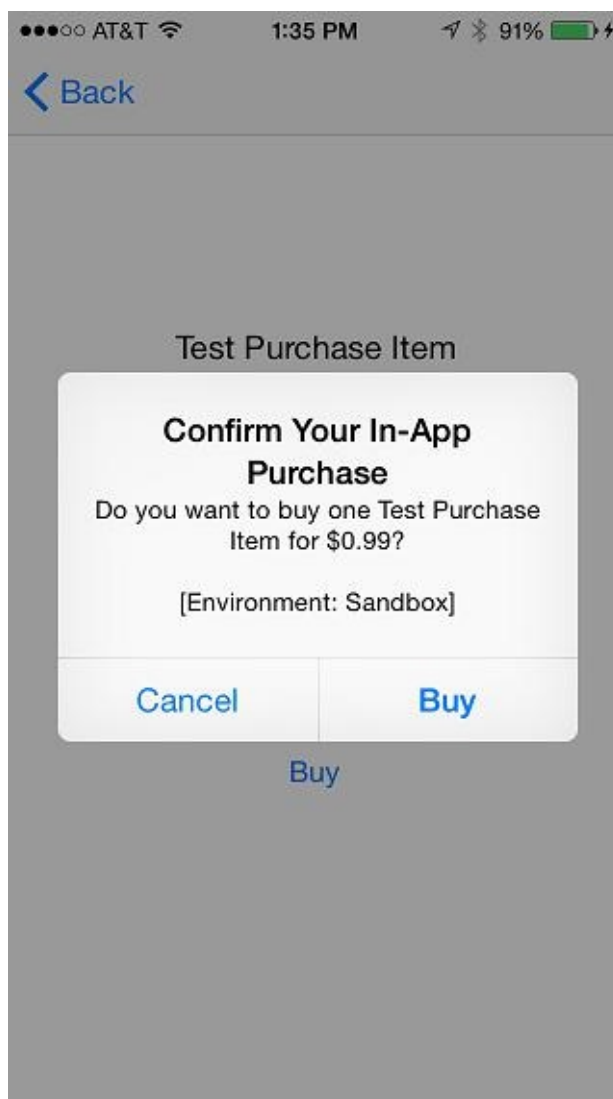 AT&T 1:35 PM 91%
Back
Test Purchase Item
Confirm Your In-App
Purchase
Do you want to buy one Test Purchase
Item for $0.99?
[Environment: Sandbox]
Cancel Buy
Buy